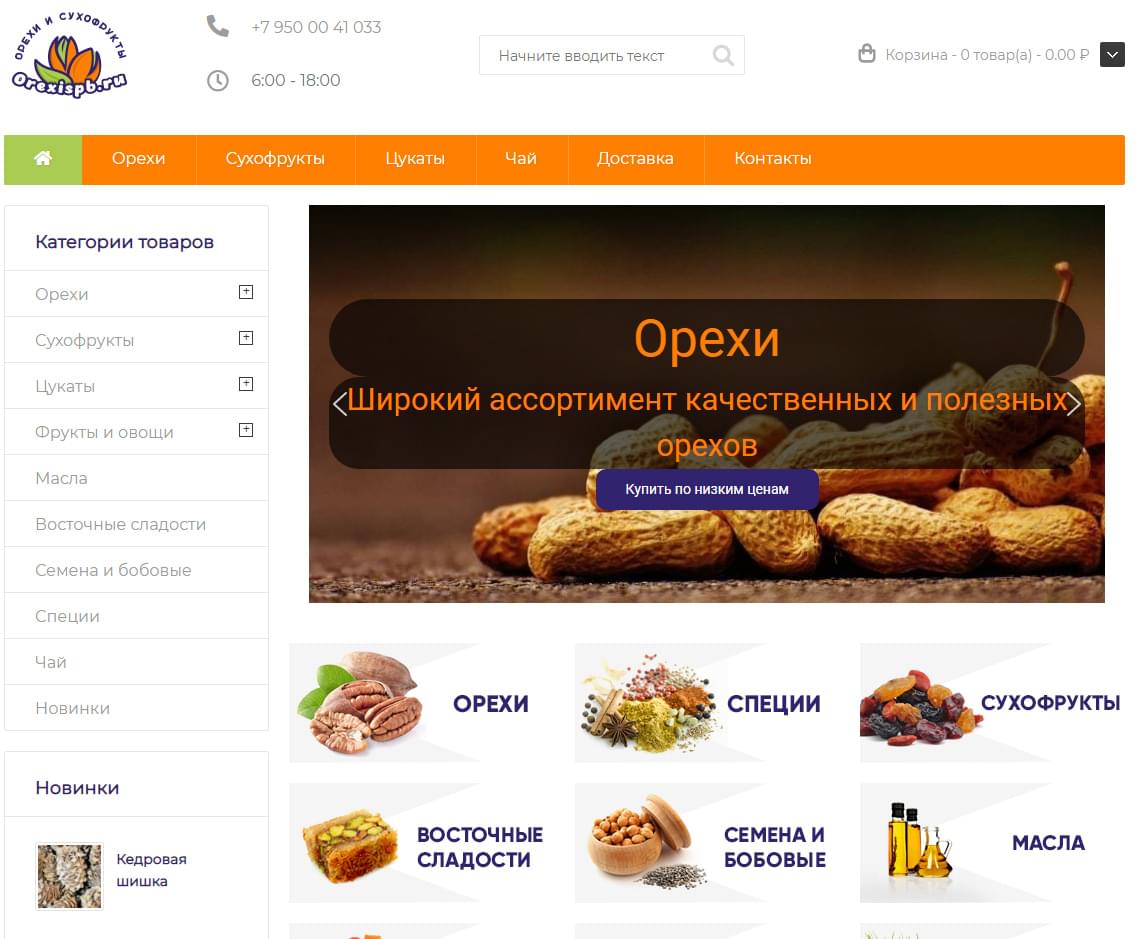 ОРЕХИ И СУХОФРУКТЫ
Orexispb.ru
+7 950 00 41 033
6:00 - 18:00
Начните вводить текст
Корзина - 0 товар(а) - 0.00 ₽
Орехи
Сухофрукты
Цукаты
Чай
Доставка
Контакты
Категории товаров
Орехи
Сухофрукты
Цукаты
Фрукты и овощи
Масла
Восточные сладости
Семена и бобовые
Специи
Чай
Новинки
Новинки
Кедровая
шишка
Орехи
Широкий ассортимент качественных и полезных
орехов
Купить по низким ценам
ОРЕХИ
СПЕЦИИ
СУХОФРУКТЫ
ВОСТОЧНЫЕ
СЛАДОСТИ
СЕМЕНА И
БОБОВЫЕ
МАСЛА